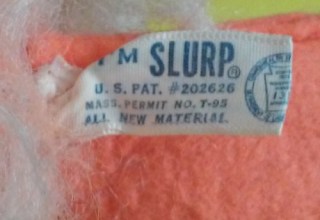 I'M SLURP®
U.S. PAT. #202626
MASS. PERMIT NO. T-95
ALL NEW MATERIAL.